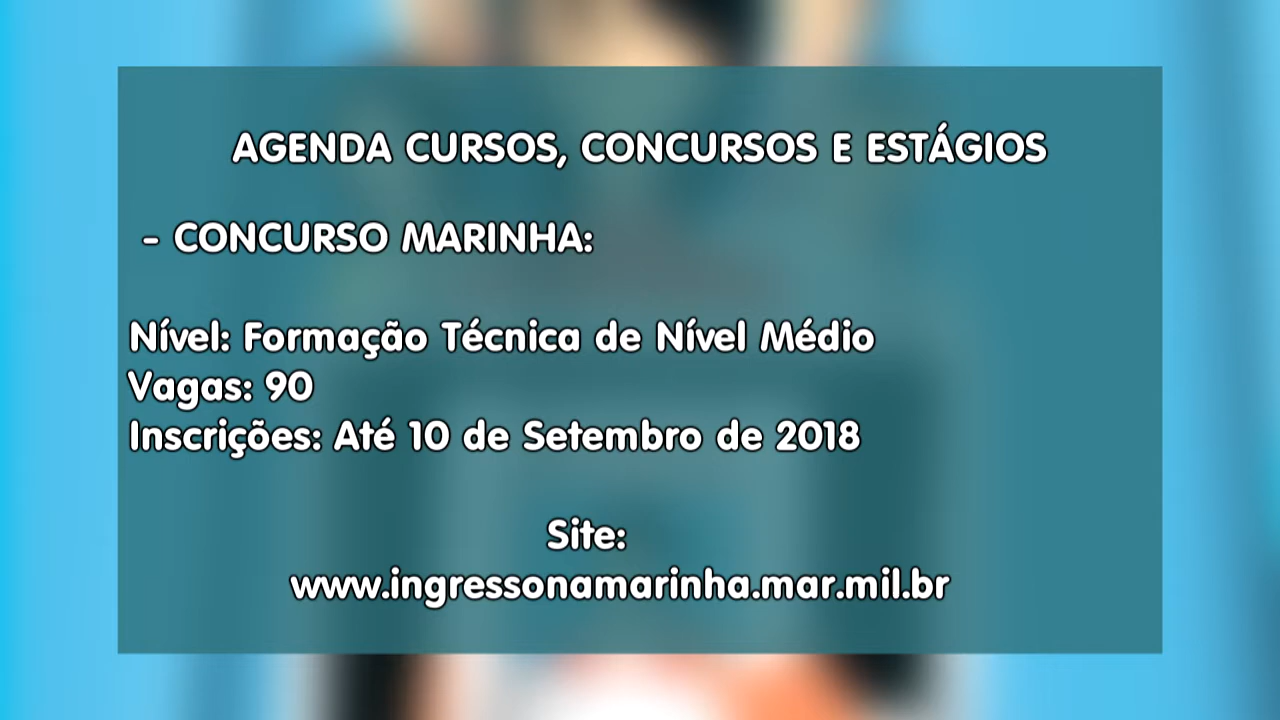 AGENDA CURSOS, CONCURSOS E ESTÁGIOS
- CONCURSO MARINHA:
Nível: Formação Técnica de Nível Médio
Vagas: 90
Inscrições: Até 10 de Setembro de 2018
Site:
www.ingressonamarinha.mar.mil.br